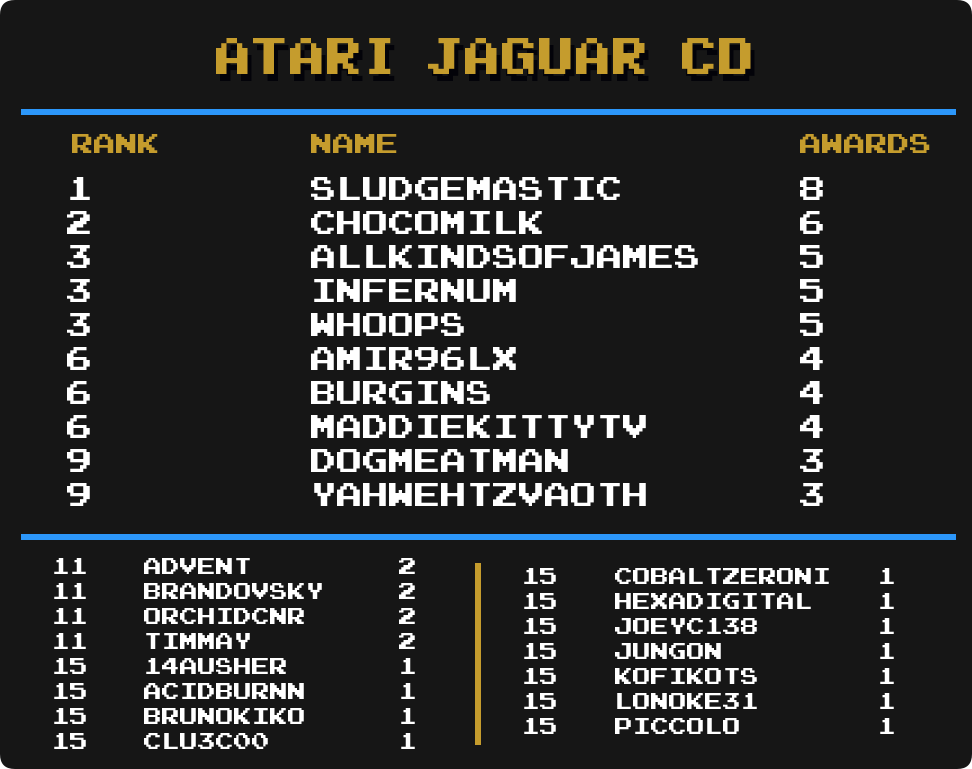 ATARI JAGUAR CD
RANK NAME AWARDS
1 SLUDGEMASTIC 8
2 CHOCOMILK 6
3 ALLKINDSOFJAMES 5
3 INFERNUM 5
3 WHOOPS 5
6 AMIR96LX 4
6 BURGINS 4
6 MADDIEKITTYTV 4
9 DOGMEATMAN 3
9 YAHWEHTZVAOTH 3
11 ADVENT 2
11 BRANDOVSKY 2
11 ORCHIDCNR 2
11 TIMMAY 2
15 14AUSHER 1
15 ACIDBURNN 1
15 BRUNOKIKO 1
15 CLU3C00 1
15 COBALTZERONI 1
15 HEXADIGITAL 1
15 JOEYC138 1
15 JUNGON 1
15 KOFIKOTS 1
15 LONOKE31 1
15 PICCOLO 1